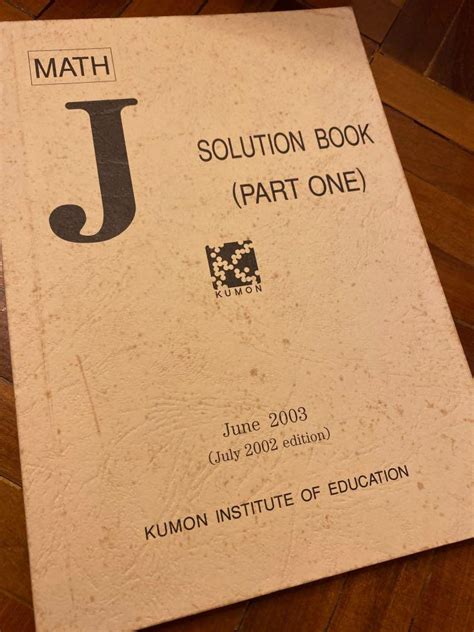 MATH
J
SOLUTION BOOK
(PART ONE)
K
KUMON
June 2003
(July 2002 edition)
KUMON INSTITUTE OF EDUCATION